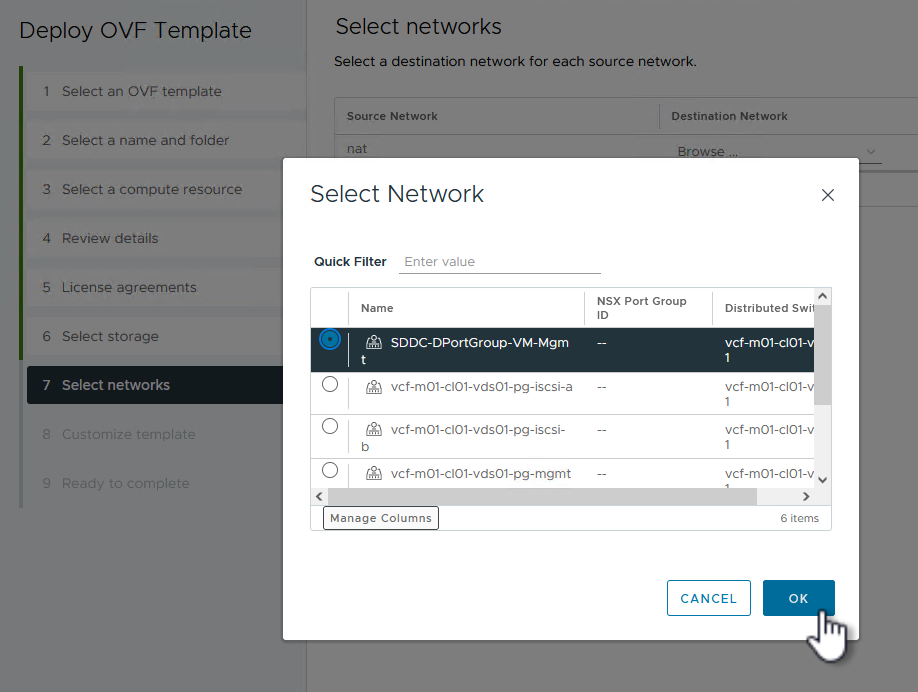 Deploy OVF Template
1 Select an OVF template
2 Select a name and folder
3 Select a compute resource
4 Review details
5 License agreements
6 Select storage
7 Select networks
8 Customize template
9 Ready to complete
Select networks
Select a destination network for each source network.
Source Network Destination Network
nat Browse ...
Select Network
Quick Filter Enter value
Name NSX Port Group ID Distributed Swit
SDDC-DPortGroup-VM-Mgm
t
--
vcf-m01-cl01-v
1
vcf-m01-cl01-vds01-pg-iscsi-a
--
vcf-m01-cl01-v
1
vcf-m01-cl01-vds01-pg-iscsi-
b
--
vcf-m01-cl01-v
1
vcf-m01-cl01-vds01-pg-mgmt
--
vcf-m01-cl01-v
Manage Columns 6 items
CANCEL OK